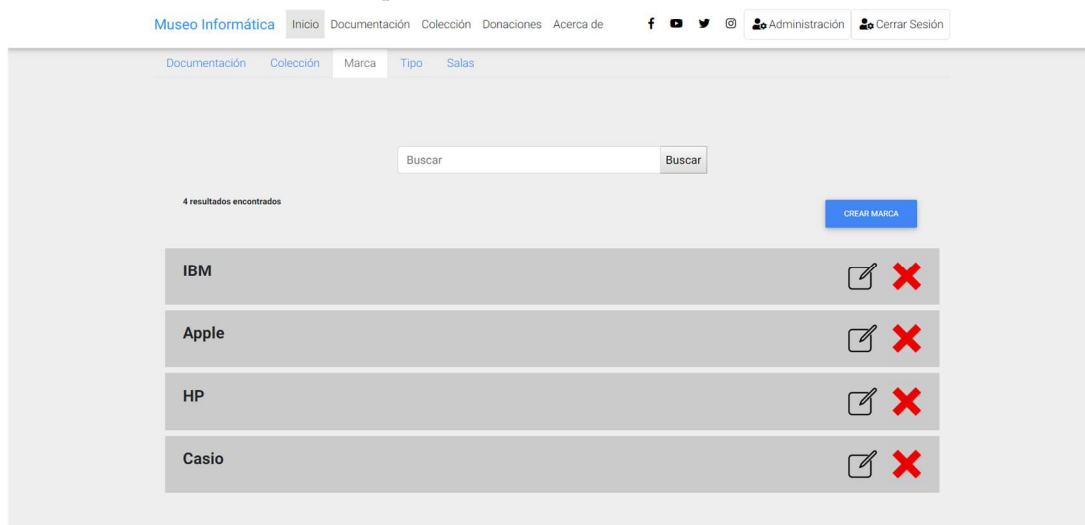 Museo Informática Inicio Documentación Colección Donaciones Acerca de Administración Cerrar Sesión
Documentación Colección Marca Tipo Salas
Buscar Buscar
4 resultados encontrados
CREAR MARCA
IBM
Apple
HP
Casio